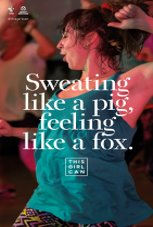 Sweating
like a pig,
feeling
like a fox.
THIS
GIRL
CAN